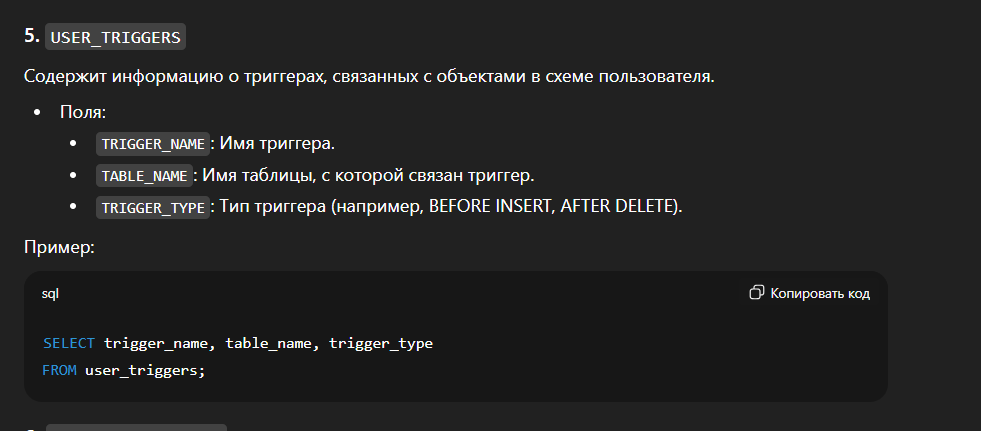 5. USER_TRIGGERS
Содержит информацию о триггерах, связанных с объектами в схеме пользователя.
• Поля:
• TRIGGER_NAME: Имя триггера.
• TABLE_NAME: Имя таблицы, с которой связан триггер.
• TRIGGER_TYPE: Тип триггера (например, BEFORE INSERT, AFTER DELETE).
Пример:
sql Копировать код
SELECT trigger_name, table_name, trigger_type
FROM user_triggers;